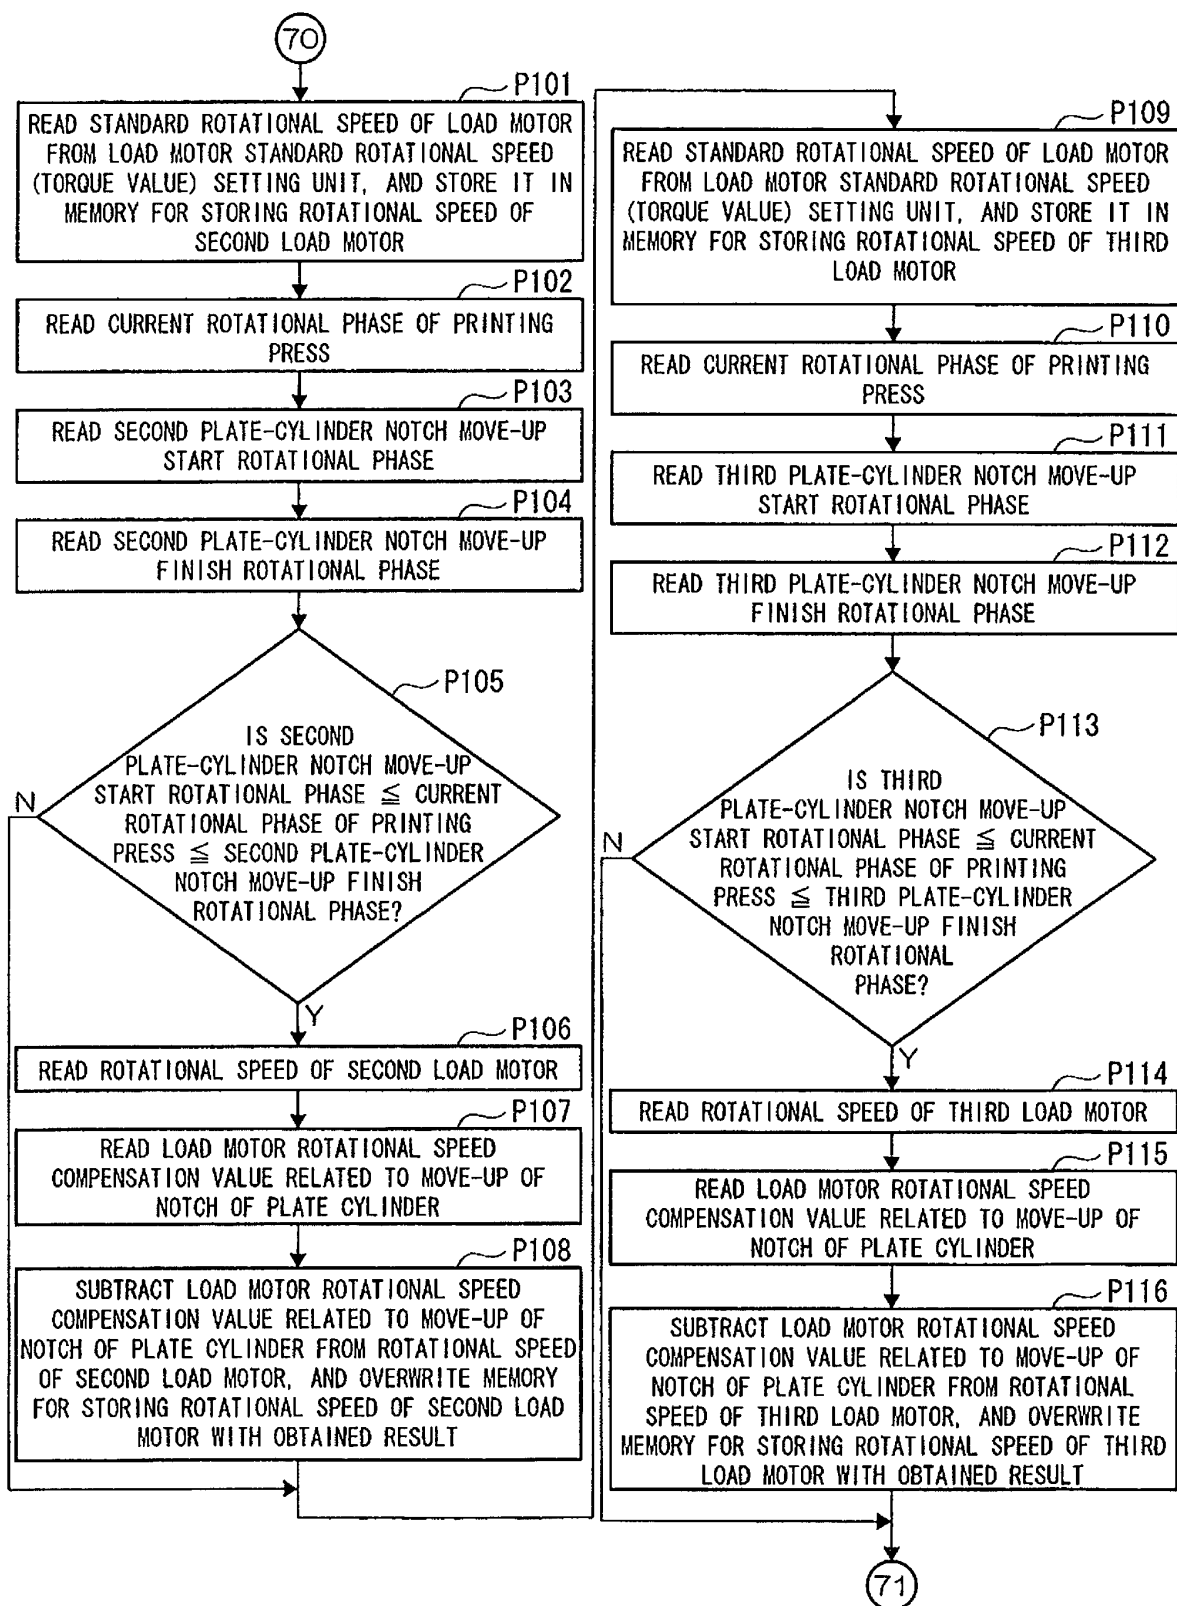 70
P101
READ STANDARD ROTATIONAL SPEED OF LOAD MOTOR
FROM LOAD MOTOR STANDARD ROTATIONAL SPEED
(TORQUE VALUE) SETTING UNIT, AND STORE IT IN
MEMORY FOR STORING ROTATIONAL SPEED OF
SECOND LOAD MOTOR
P102
READ CURRENT ROTATIONAL PHASE OF PRINTING
PRESS
P103
READ SECOND PLATE-CYLINDER NOTCH MOVE-UP
START ROTATIONAL PHASE
P104
READ SECOND PLATE-CYLINDER NOTCH MOVE-UP
FINISH ROTATIONAL PHASE
P105
IS SECOND
PLATE-CYLINDER NOTCH MOVE-UP
START ROTATIONAL PHASE ≦ CURRENT
ROTATIONAL PHASE OF PRINTING
PRESS ≦ SECOND PLATE-CYLINDER
NOTCH MOVE-UP FINISH
ROTATIONAL PHASE?
N
Y
P106
READ ROTATIONAL SPEED OF SECOND LOAD MOTOR
P107
READ LOAD MOTOR ROTATIONAL SPEED
COMPENSATION VALUE RELATED TO MOVE-UP OF
NOTCH OF PLATE CYLINDER
P108
SUBTRACT LOAD MOTOR ROTATIONAL SPEED
COMPENSATION VALUE RELATED TO MOVE-UP OF
NOTCH OF PLATE CYLINDER FROM ROTATIONAL SPEED
OF SECOND LOAD MOTOR, AND OVERWRITE MEMORY
FOR STORING ROTATIONAL SPEED OF SECOND LOAD
MOTOR WITH OBTAINED RESULT
P109
READ STANDARD ROTATIONAL SPEED OF LOAD MOTOR
FROM LOAD MOTOR STANDARD ROTATIONAL SPEED
(TORQUE VALUE) SETTING UNIT, AND STORE IT IN
MEMORY FOR STORING ROTATIONAL SPEED OF THIRD
LOAD MOTOR
P110
READ CURRENT ROTATIONAL PHASE OF PRINTING
PRESS
P111
READ THIRD PLATE-CYLINDER NOTCH MOVE-UP
START ROTATIONAL PHASE
P112
READ THIRD PLATE-CYLINDER NOTCH MOVE-UP
FINISH ROTATIONAL PHASE
P113
IS THIRD
PLATE-CYLINDER NOTCH MOVE-UP
START ROTATIONAL PHASE ≦ CURRENT
ROTATIONAL PHASE OF PRINTING
PRESS ≦ THIRD PLATE-CYLINDER
NOTCH MOVE-UP FINISH
ROTATIONAL
PHASE?
N
Y
P114
READ ROTATIONAL SPEED OF THIRD LOAD MOTOR
P115
READ LOAD MOTOR ROTATIONAL SPEED
COMPENSATION VALUE RELATED TO MOVE-UP OF
NOTCH OF PLATE CYLINDER
P116
SUBTRACT LOAD MOTOR ROTATIONAL SPEED
COMPENSATION VALUE RELATED TO MOVE-UP OF
NOTCH OF PLATE CYLINDER FROM ROTATIONAL
SPEED OF THIRD LOAD MOTOR, AND OVERWRITE
MEMORY FOR STORING ROTATIONAL SPEED OF THIRD
LOAD MOTOR WITH OBTAINED RESULT
71